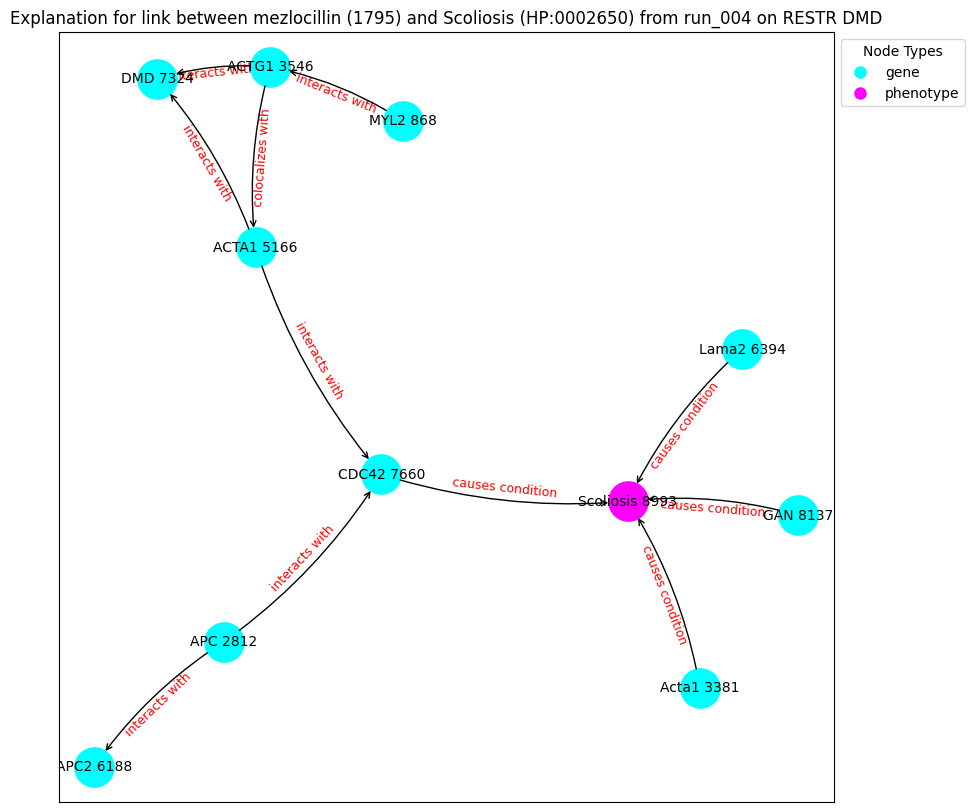 Explanation for link between mezlocillin (1795) and Scoliosis (HP:0002650) from run_004 on RESTR DMD
Node Types
gene
phenotype
ACTG1 3546
DMD 7324
interacts with
interacts with
MYL2 868
interacts with
colocalizes with
ACTA1 5166
interacts with
Lama2 6394
causes condition
CDC42 7660
causes condition
Scoliosis 8993
causes condition
GAN 8137
interacts with
causes condition
APC 2812
Acta1 3381
interacts with
APC2 6188